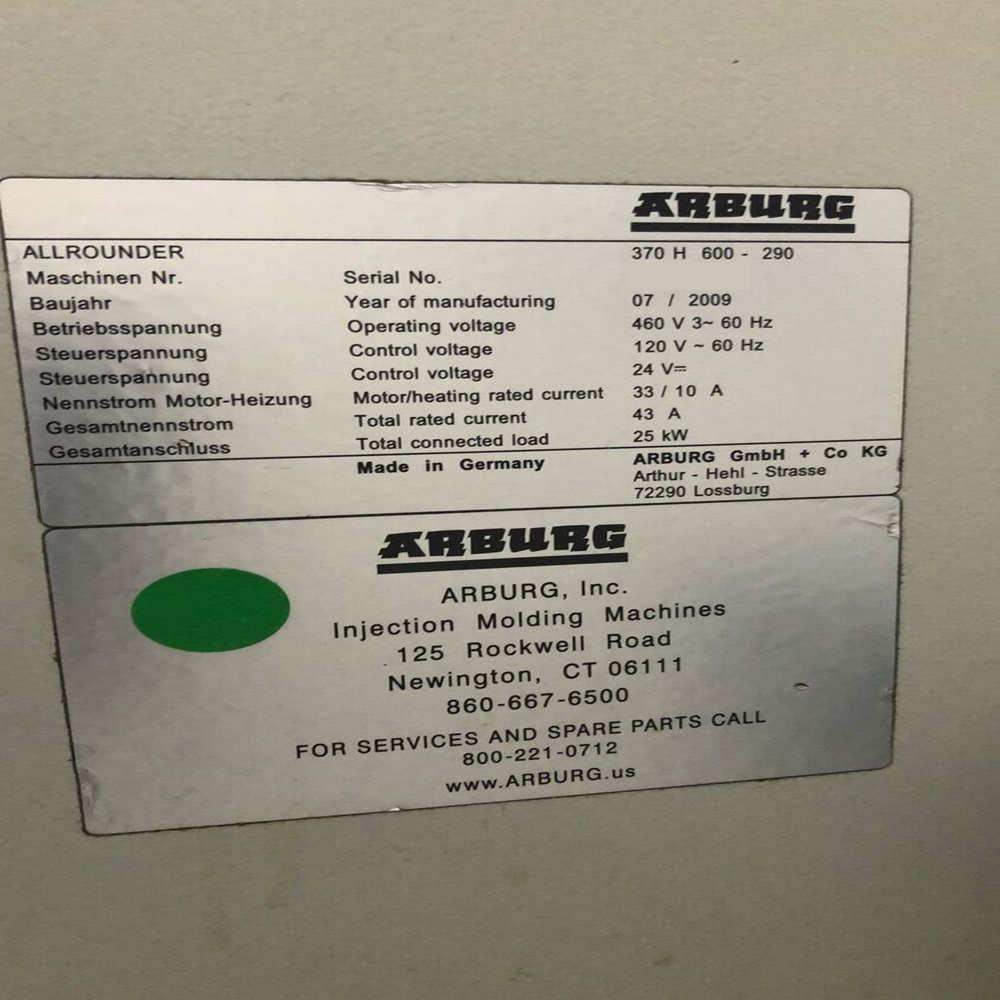 ARBURG
ALLROUNDER 370 H 600 - 290
Maschinen Nr. Serial No.
Baujahr Year of manufacturing 07 / 2009
Betriebsspannung Operating voltage 460 V 3~ 60 Hz
Steuerspannung Control voltage 120 V ~ 60 Hz
Steuerspannung Control voltage 24 V⎓
Nennstrom Motor-Heizung Motor/heating rated current 33 / 10 A
Gesamtnennstrom Total rated current 43 A
Gesamtanschluss Total connected load 25 kW
Made in Germany ARBURG GmbH + Co KG
Arthur - Hehl - Strasse
72290 Lossburg
ARBURG
ARBURG, Inc.
Injection Molding Machines
125 Rockwell Road
Newington, CT 06111
860-667-6500
FOR SERVICES AND SPARE PARTS CALL
800-221-0712
www.ARBURG.us